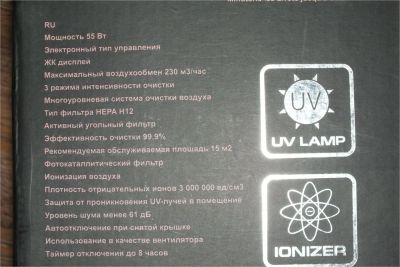 RU
Мощность 55 Вт
Электронный тип управления
ЖК дисплей
Максимальный воздухообмен 230 м3/час
3 режима интенсивности очистки
Многоуровневая система очистки воздуха
Тип фильтра HEPA H12
Активный угольный фильтр
Эффективность очистки 99.9%
Рекомендуемая обслуживаемая площадь 15 м2
Фотокаталитический фильтр
Ионизация воздуха
Плотность отрицательных ионов 3 000 000 ед/см3
Защита от проникновения UV-лучей в помещение
Уровень шума менее 61 дБ
Автоотключение при снятой крышке
Использование в качестве вентилятора
Таймер отключения до 8 часов
UV
UV LAMP
IONIZER